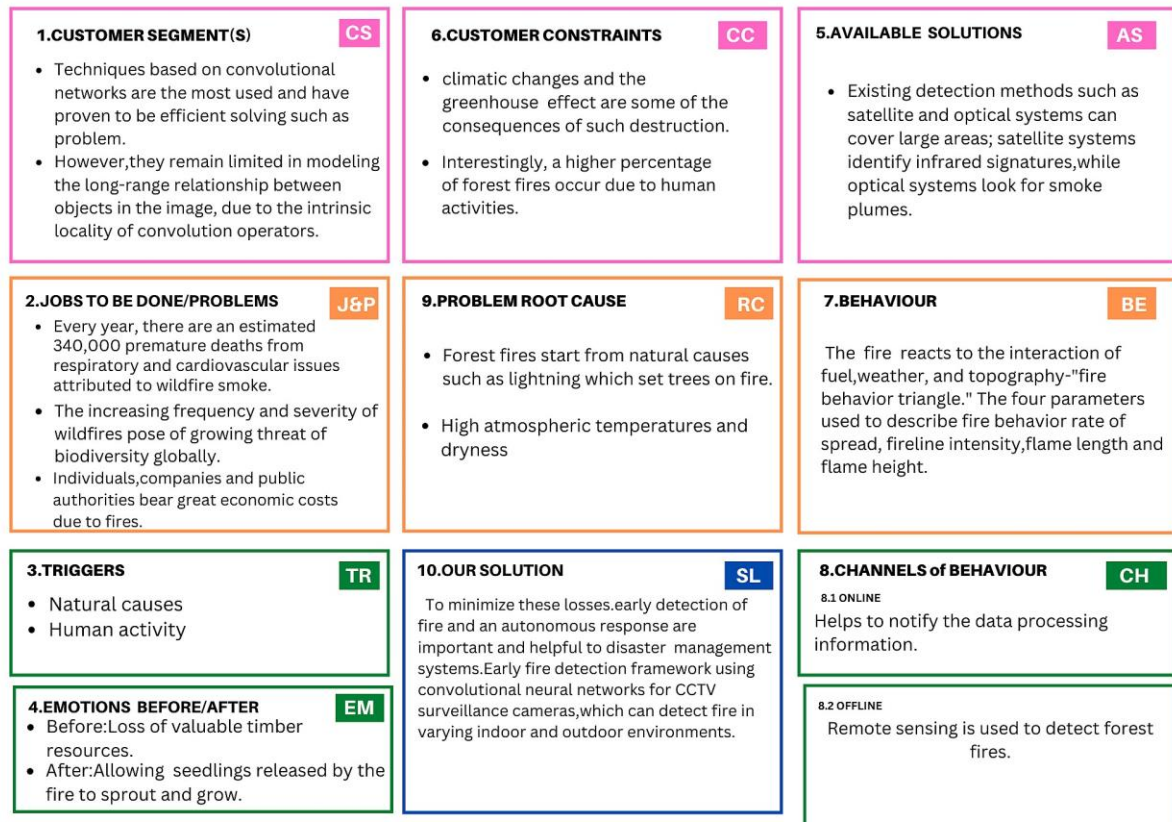 1.CUSTOMER SEGMENT(S)
CS
• Techniques based on convolutional
networks are the most used and have
proven to be efficient solving such as
problem.
• However,they remain limited in modeling
the long-range relationship between
objects in the image, due to the intrinsic
locality of convolution operators.
6.CUSTOMER CONSTRAINTS
CC
• climatic changes and the
greenhouse effect are some of the
consequences of such destruction.
• Interestingly, a higher percentage
of forest fires occur due to human
activities.
5.AVAILABLE SOLUTIONS
AS
• Existing detection methods such as
satellite and optical systems can
cover large areas; satellite systems
identify infrared signatures,while
optical systems look for smoke
plumes.
2.JOBS TO BE DONE/PROBLEMS
J&P
• Every year, there are an estimated
340,000 premature deaths from
respiratory and cardiovascular issues
attributed to wildfire smoke.
• The increasing frequency and severity of
wildfires pose of growing threat of
biodiversity globally.
• Individuals,companies and public
authorities bear great economic costs
due to fires.
9.PROBLEM ROOT CAUSE
RC
• Forest fires start from natural causes
such as lightning which set trees on fire.
• High atmospheric temperatures and
dryness
7.BEHAVIOUR
BE
The fire reacts to the interaction of
fuel,weather, and topography-"fire
behavior triangle." The four parameters
used to describe fire behavior rate of
spread, fireline intensity,flame length and
flame height.
3.TRIGGERS
TR
• Natural causes
• Human activity
4.EMOTIONS BEFORE/AFTER
EM
• Before:Loss of valuable timber
resources.
• After:Allowing seedlings released by the
fire to sprout and grow.
10.OUR SOLUTION
SL
To minimize these losses.early detection of
fire and an autonomous response are
important and helpful to disaster management
systems.Early fire detection framework using
convolutional neural networks for CCTV
surveillance cameras,which can detect fire in
varying indoor and outdoor environments.
8.CHANNELS of BEHAVIOUR
CH
8.1 ONLINE
Helps to notify the data processing
information.
8.2 OFFLINE
Remote sensing is used to detect forest
fires.